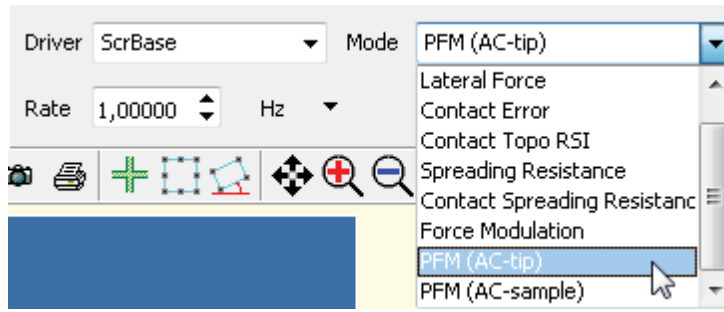 Driver ScrBase Mode PFM (AC-tip)
Rate 1,00000 Hz
Lateral Force
Contact Error
Contact Topo RSI
Spreading Resistance
Contact Spreading Resistanc
Force Modulation
PFM (AC-tip)
PFM (AC-sample)